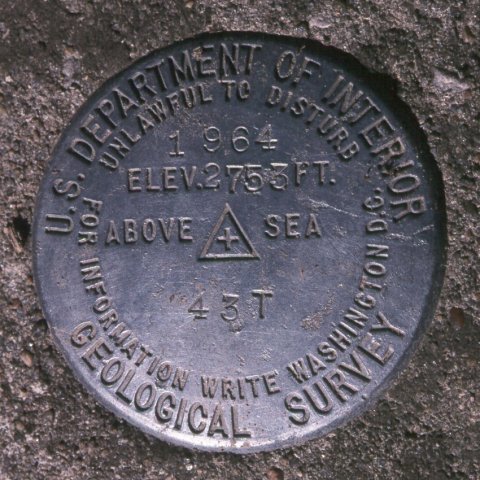 U.S. DEPARTMENT OF INTERIOR
UNLAWFUL TO DISTURB
1964
ELEV. 2753 FT.
ABOVE SEA
43T
FOR INFORMATION WRITE WASHINGTON D.C.
GEOLOGICAL SURVEY